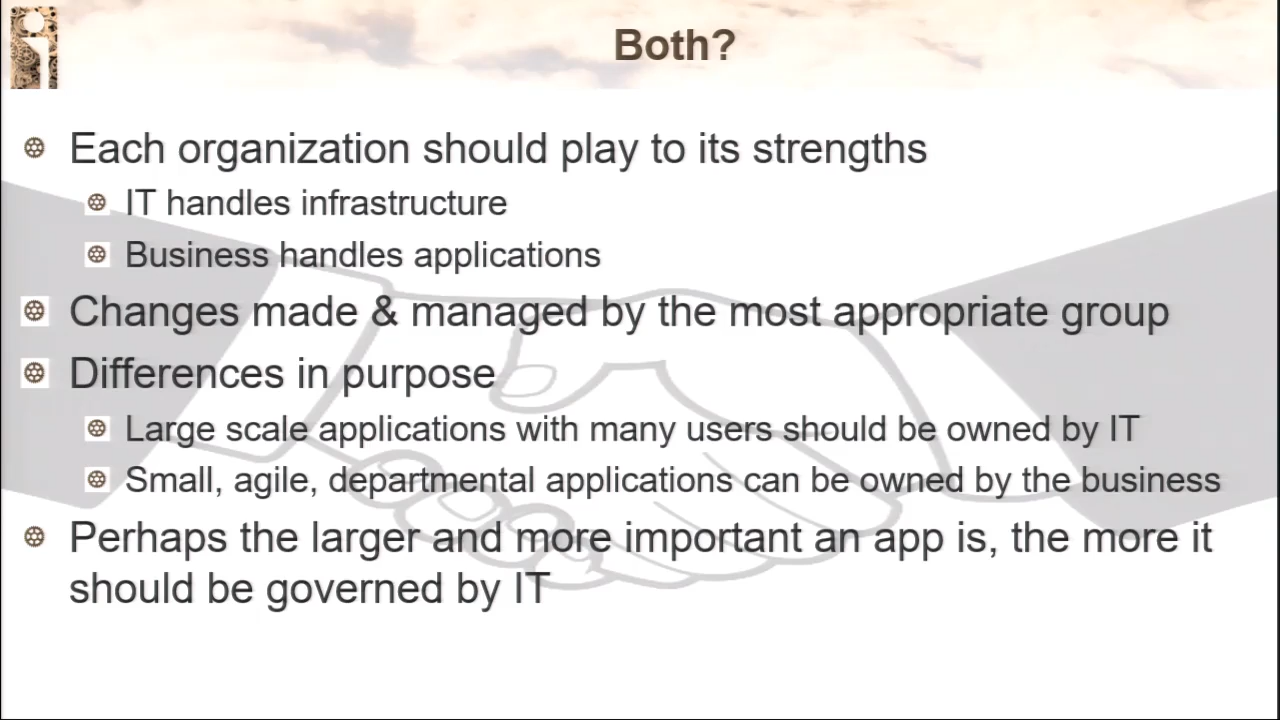 Both?
Each organization should play to its strengths
IT handles infrastructure
Business handles applications
Changes made & managed by the most appropriate group
Differences in purpose
Large scale applications with many users should be owned by IT
Small, agile, departmental applications can be owned by the business
Perhaps the larger and more important an app is, the more it
should be governed by IT